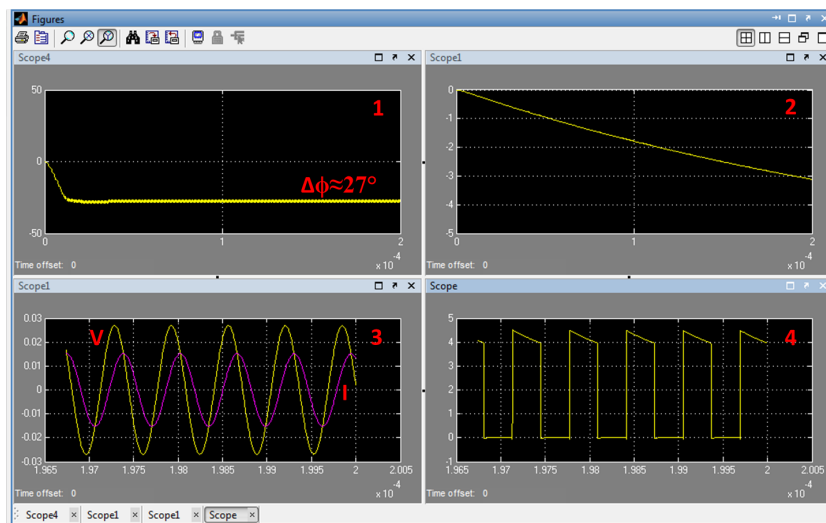 Figures
Scope4
50
0
-50
0
1
2
1
Δϕ≈27°
Time offset: 0
x 10
-4
Scope1
0
-1
-2
-3
-4
-5
0
1
2
2
Time offset: 0
x 10
-4
Scope1
0.03
0.02
0.01
0
-0.01
-0.02
-0.03
V
3
I
1.965
1.97
1.975
1.98
1.985
1.99
1.995
2
2.005
Time offset: 0
x 10
-4
Scope
5
4
3
2
1
0
-1
4
1.965
1.97
1.975
1.98
1.985
1.99
1.995
2
2.005
Time offset: 0
x 10
-4
Scope4
Scope1
Scope1
Scope